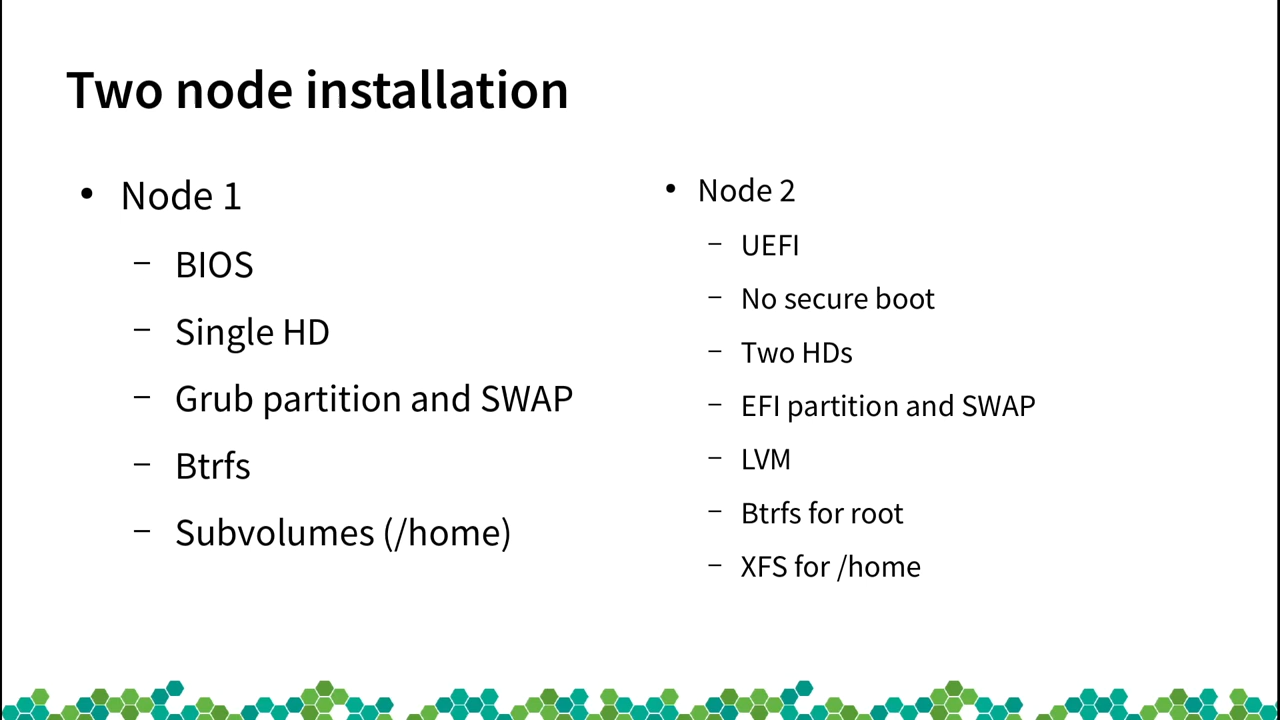 Two node installation
• Node 1
– BIOS
– Single HD
– Grub partition and SWAP
– Btrfs
– Subvolumes (/home)
• Node 2
– UEFI
– No secure boot
– Two HDs
– EFI partition and SWAP
– LVM
– Btrfs for root
– XFS for /home